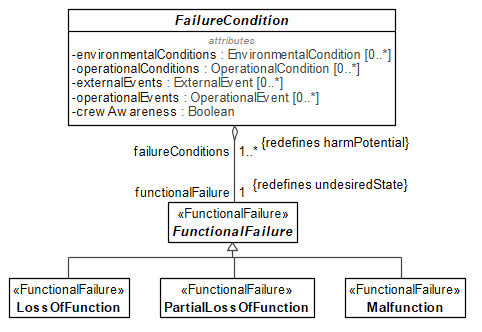 FailureCondition
attributes
-environmentalConditions : EnvironmentalCondition [0..*]
-operationalConditions : OperationalCondition [0..*]
-externalEvents : ExternalEvent [0..*]
-operationalEvents : OperationalEvent [0..*]
-crewAwareness : Boolean
failureConditions 1..* {redefines harmPotential}
functionalFailure 1 {redefines undesiredState}
«FunctionalFailure»
FunctionalFailure
«FunctionalFailure» «FunctionalFailure» «FunctionalFailure»
LossOfFunction PartialLossOfFunction Malfunction